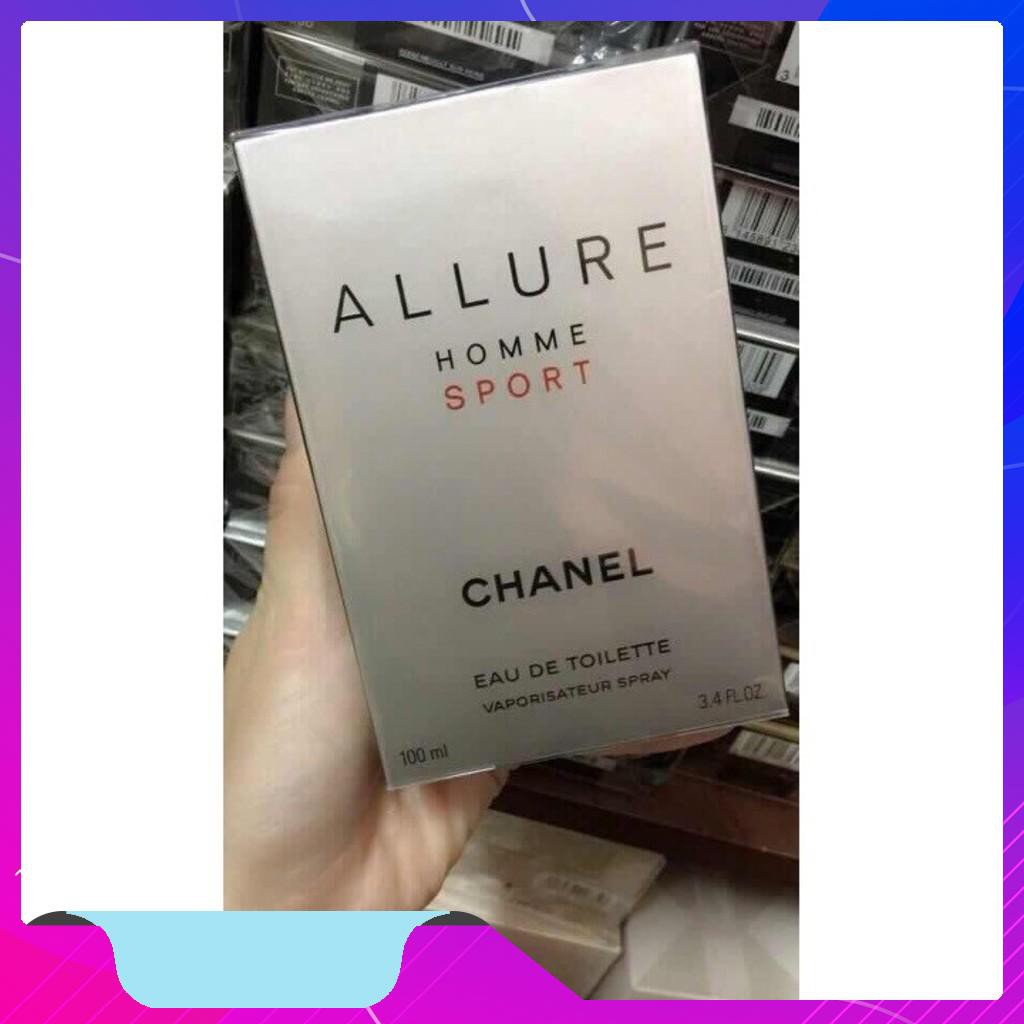 ALLURE
HOMME
SPORT
CHANEL
EAU DE TOILETTE
VAPORISATEUR SPRAY
100 ml
3.4 FL.OZ.